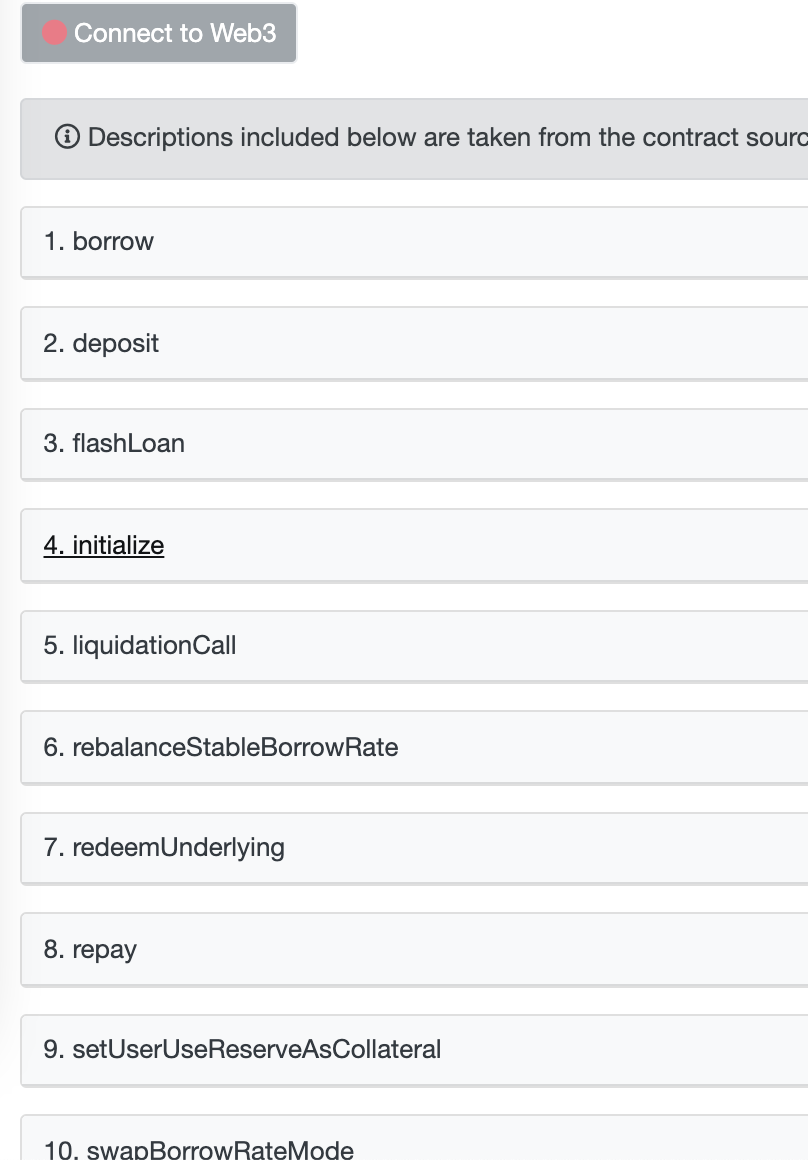 Connect to Web3
Descriptions included below are taken from the contract sourc
1. borrow
2. deposit
3. flashLoan
4. initialize
5. liquidationCall
6. rebalanceStableBorrowRate
7. redeemUnderlying
8. repay
9. setUserUseReserveAsCollateral
10. swapBorrowRateMode